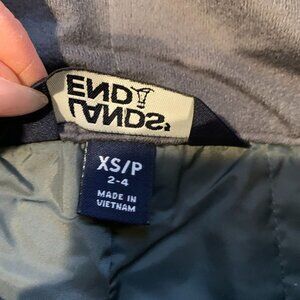 LANDS'
END
XS/P
2-4
MADE IN
VIETNAM